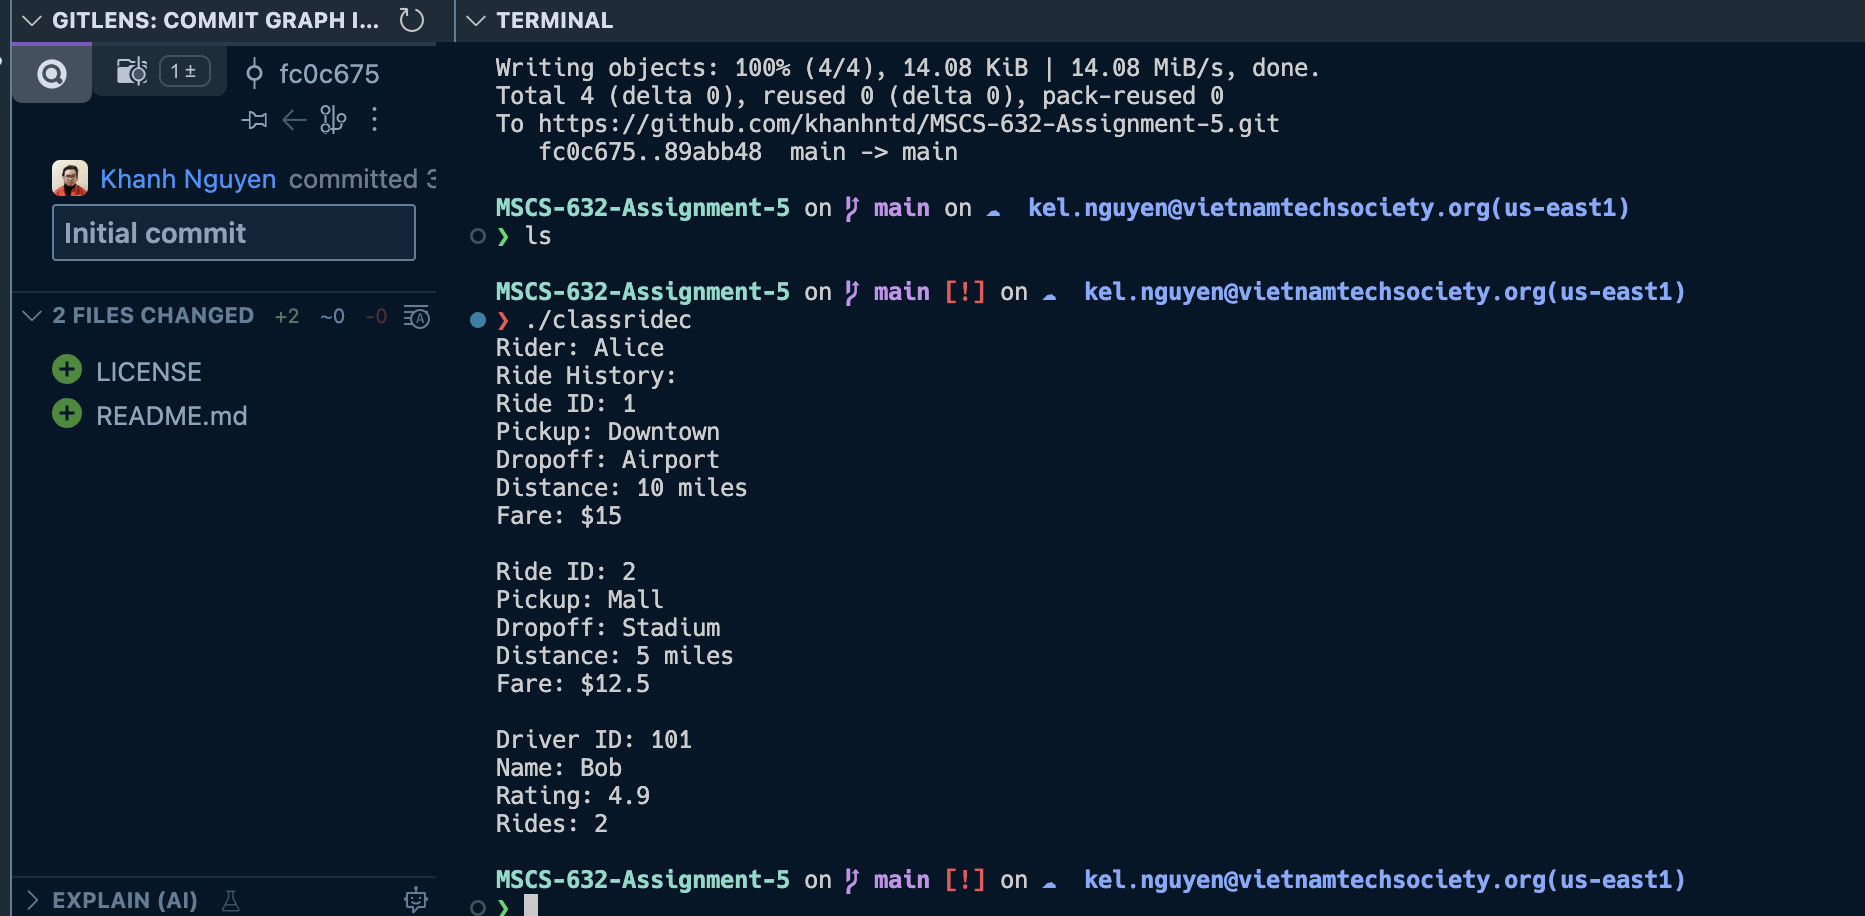 GITLENS: COMMIT GRAPH I...
1 ±
fc0c675
Khanh Nguyen committed
Initial commit
2 FILES CHANGED +2 ~0 -0
LICENSE
README.md
EXPLAIN (AI)
TERMINAL
Writing objects: 100% (4/4), 14.08 KiB | 14.08 MiB/s, done.
Total 4 (delta 0), reused 0 (delta 0), pack-reused 0
To https://github.com/khanhntd/MSCS-632-Assignment-5.git
fc0c675..89abb48 main -> main
MSCS-632-Assignment-5 on main on kel.nguyen@vietnamtechsociety.org(us-east1)
❯ ls
MSCS-632-Assignment-5 on main [!] on kel.nguyen@vietnamtechsociety.org(us-east1)
❯ ./classridec
Rider: Alice
Ride History:
Ride ID: 1
Pickup: Downtown
Dropoff: Airport
Distance: 10 miles
Fare: $15
Ride ID: 2
Pickup: Mall
Dropoff: Stadium
Distance: 5 miles
Fare: $12.5
Driver ID: 101
Name: Bob
Rating: 4.9
Rides: 2
MSCS-632-Assignment-5 on main [!] on kel.nguyen@vietnamtechsociety.org(us-east1)
❯